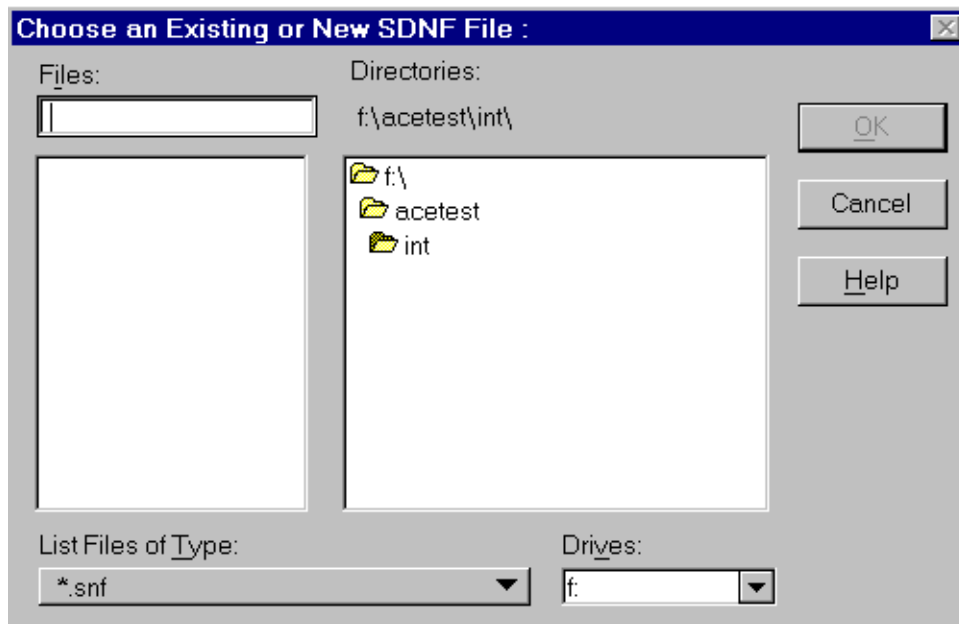 Choose an Existing or New SDNF File :
Files:
Directories:
f:\acetest\int\
OK
f:\
acetest
int
Cancel
Help
List Files of Type:
Drives:
*.snf
f: